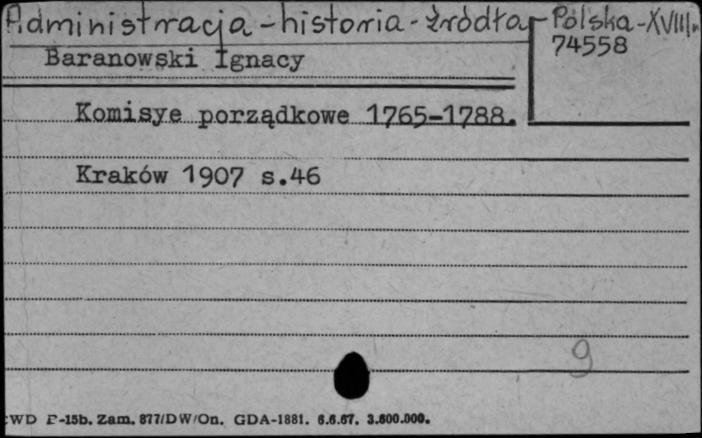 Administracja - historia - źródła - Polska - XVIII w.
74558
Baranowski Ignacy
Komisye porządkowe 1765-1788.
Kraków 1907 s.46
9
WD P-15b. Zam. 877/DW/On. GDA-1881. 6.6.67. 3.600.000.